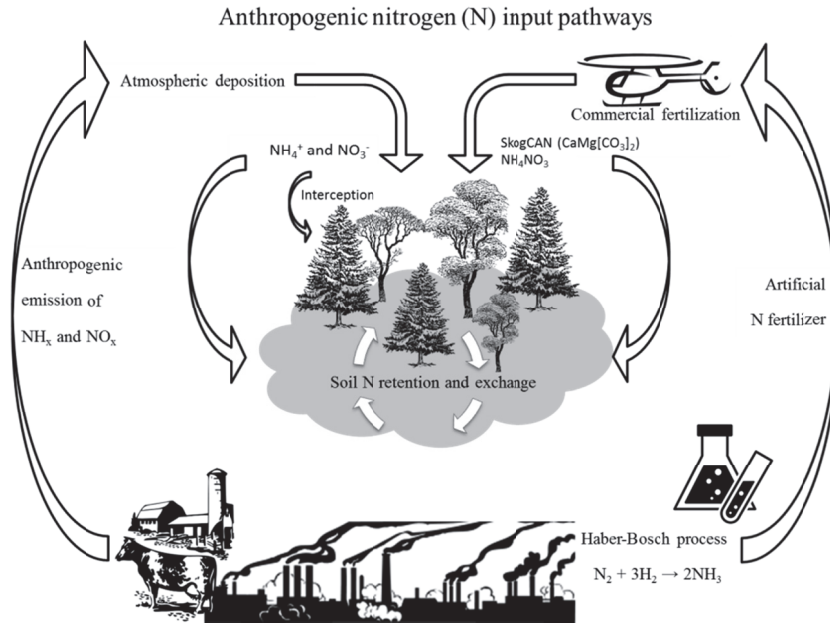 Anthropogenic nitrogen (N) input pathways
Atmospheric deposition
Commercial fertilization
NH₄⁺ and NO₃⁻
SkogCAN (CaMg[CO₃]₂)
NH₄NO₃
Interception
Anthropogenic
emission of
NHₓ and NOₓ
Artificial
N fertilizer
Soil N retention and exchange
Haber-Bosch process
N₂ + 3H₂ → 2NH₃